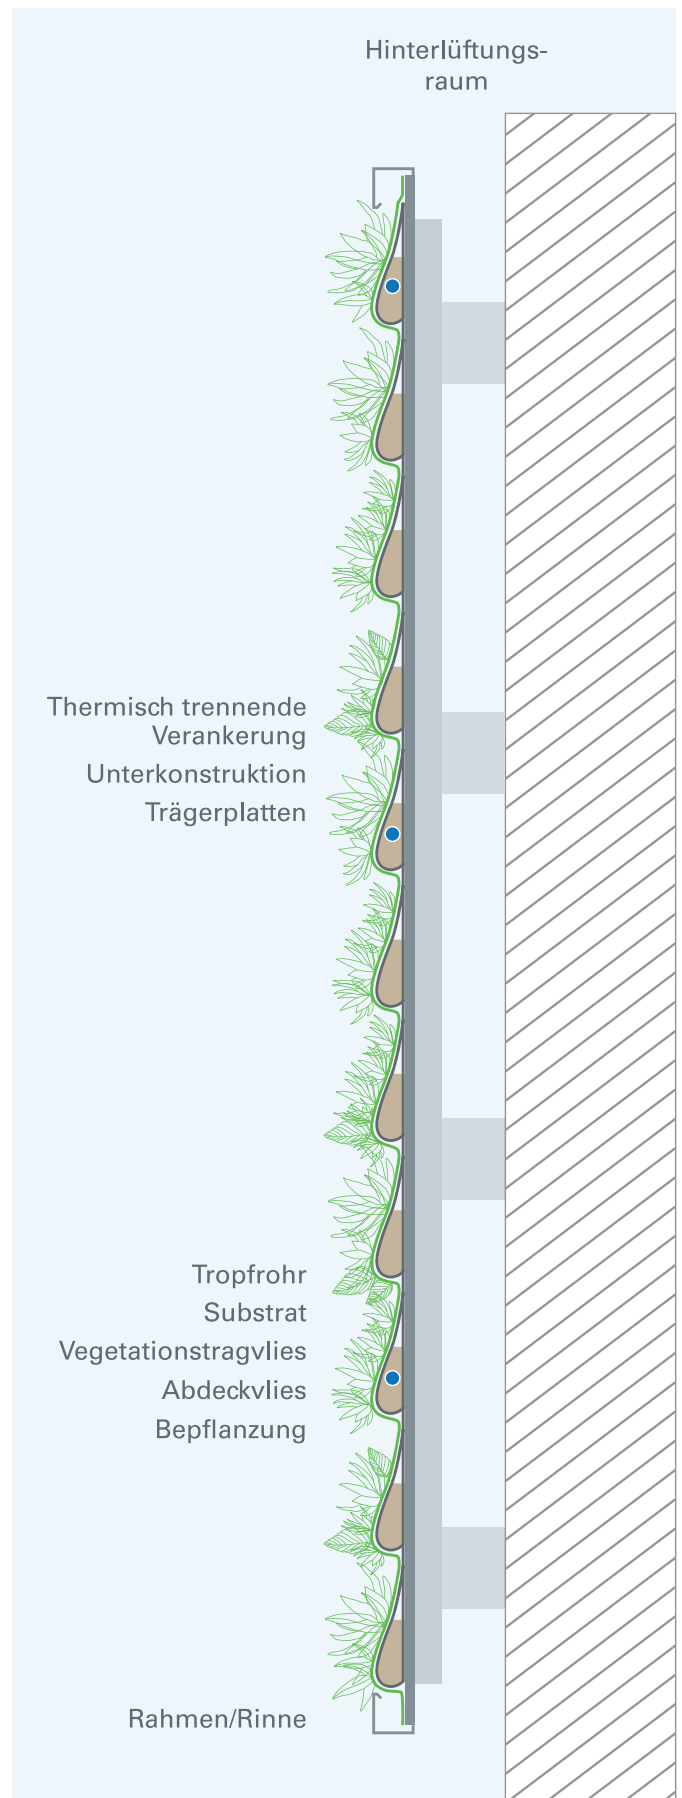 Hinterlüftungs-
raum
Thermisch trennende
Verankerung
Unterkonstruktion
Trägerplatten
Tropfrohr
Substrat
Vegetationstragvlies
Abdeckvlies
Bepflanzung
Rahmen/Rinne